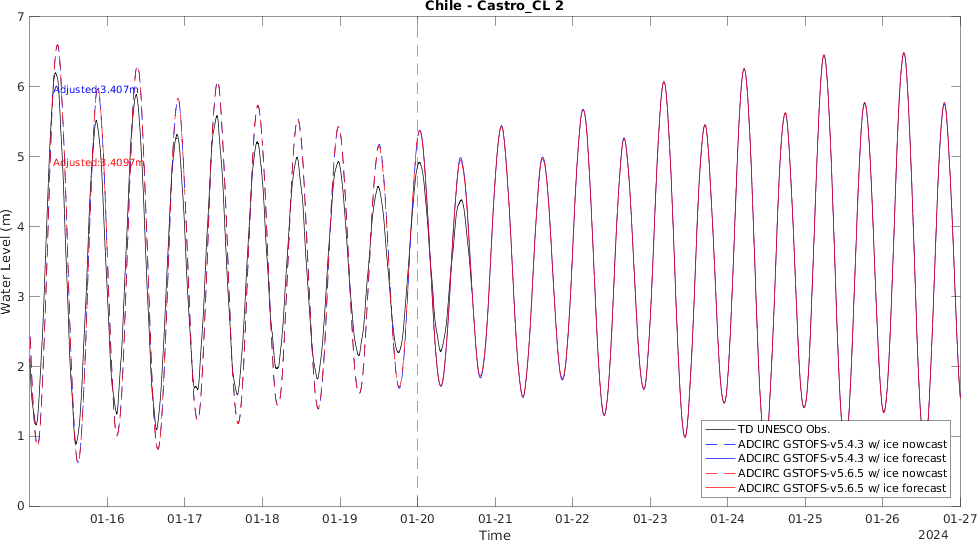 Chile - Castro_CL 2
7
6
5
4
3
2
1
0
Water Level (m)
Adjusted:3.407m
Adjusted:3.4097m
TD UNESCO Obs.
ADCIRC GSTOFS-v5.4.3 w/ ice nowcast
ADCIRC GSTOFS-v5.4.3 w/ ice forecast
ADCIRC GSTOFS-v5.6.5 w/ ice nowcast
ADCIRC GSTOFS-v5.6.5 w/ ice forecast
01-16 01-17 01-18 01-19 01-20 01-21 01-22 01-23 01-24 01-25 01-26 01-27
Time
2024